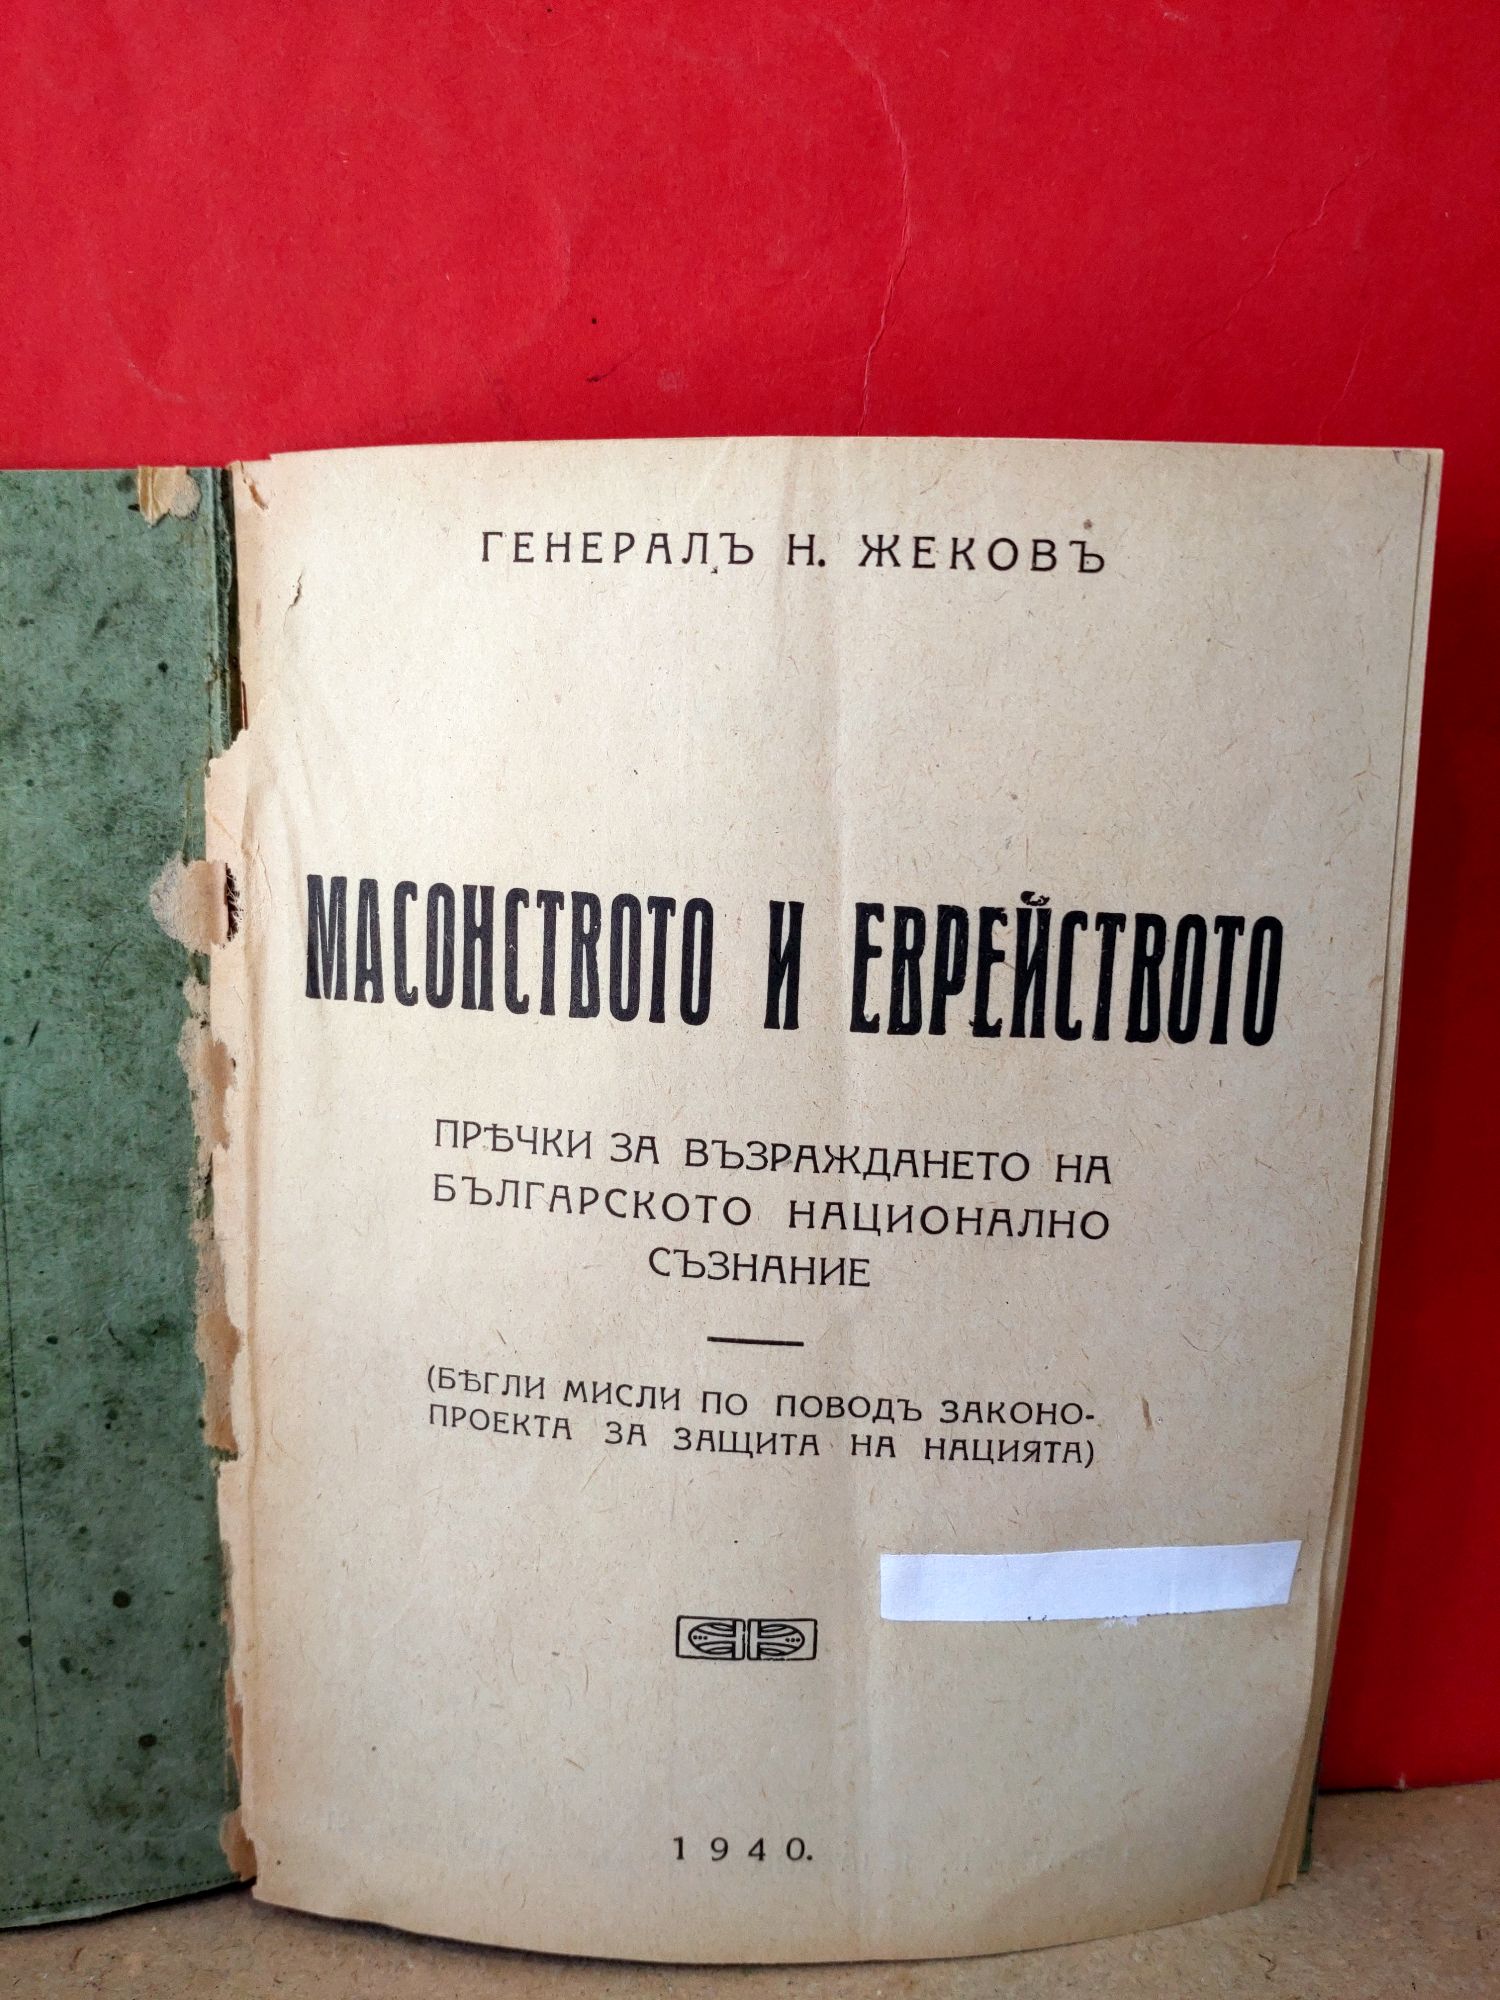 ГЕНЕРАЛЪ Н. ЖЕКОВЪ
МАСОНСТВОТО И ЕВРЕЙСТВОТО
ПРѢЧКИ ЗА ВЪЗРАЖДАНЕТО НА
БЪЛГАРСКОТО НАЦИОНАЛНО
СЪЗНАНИЕ
(БѢГЛИ МИСЛИ ПО ПОВОДЪ ЗАКОНО-
ПРОЕКТА ЗА ЗАЩИТА НА НАЦИЯТА)
1940.